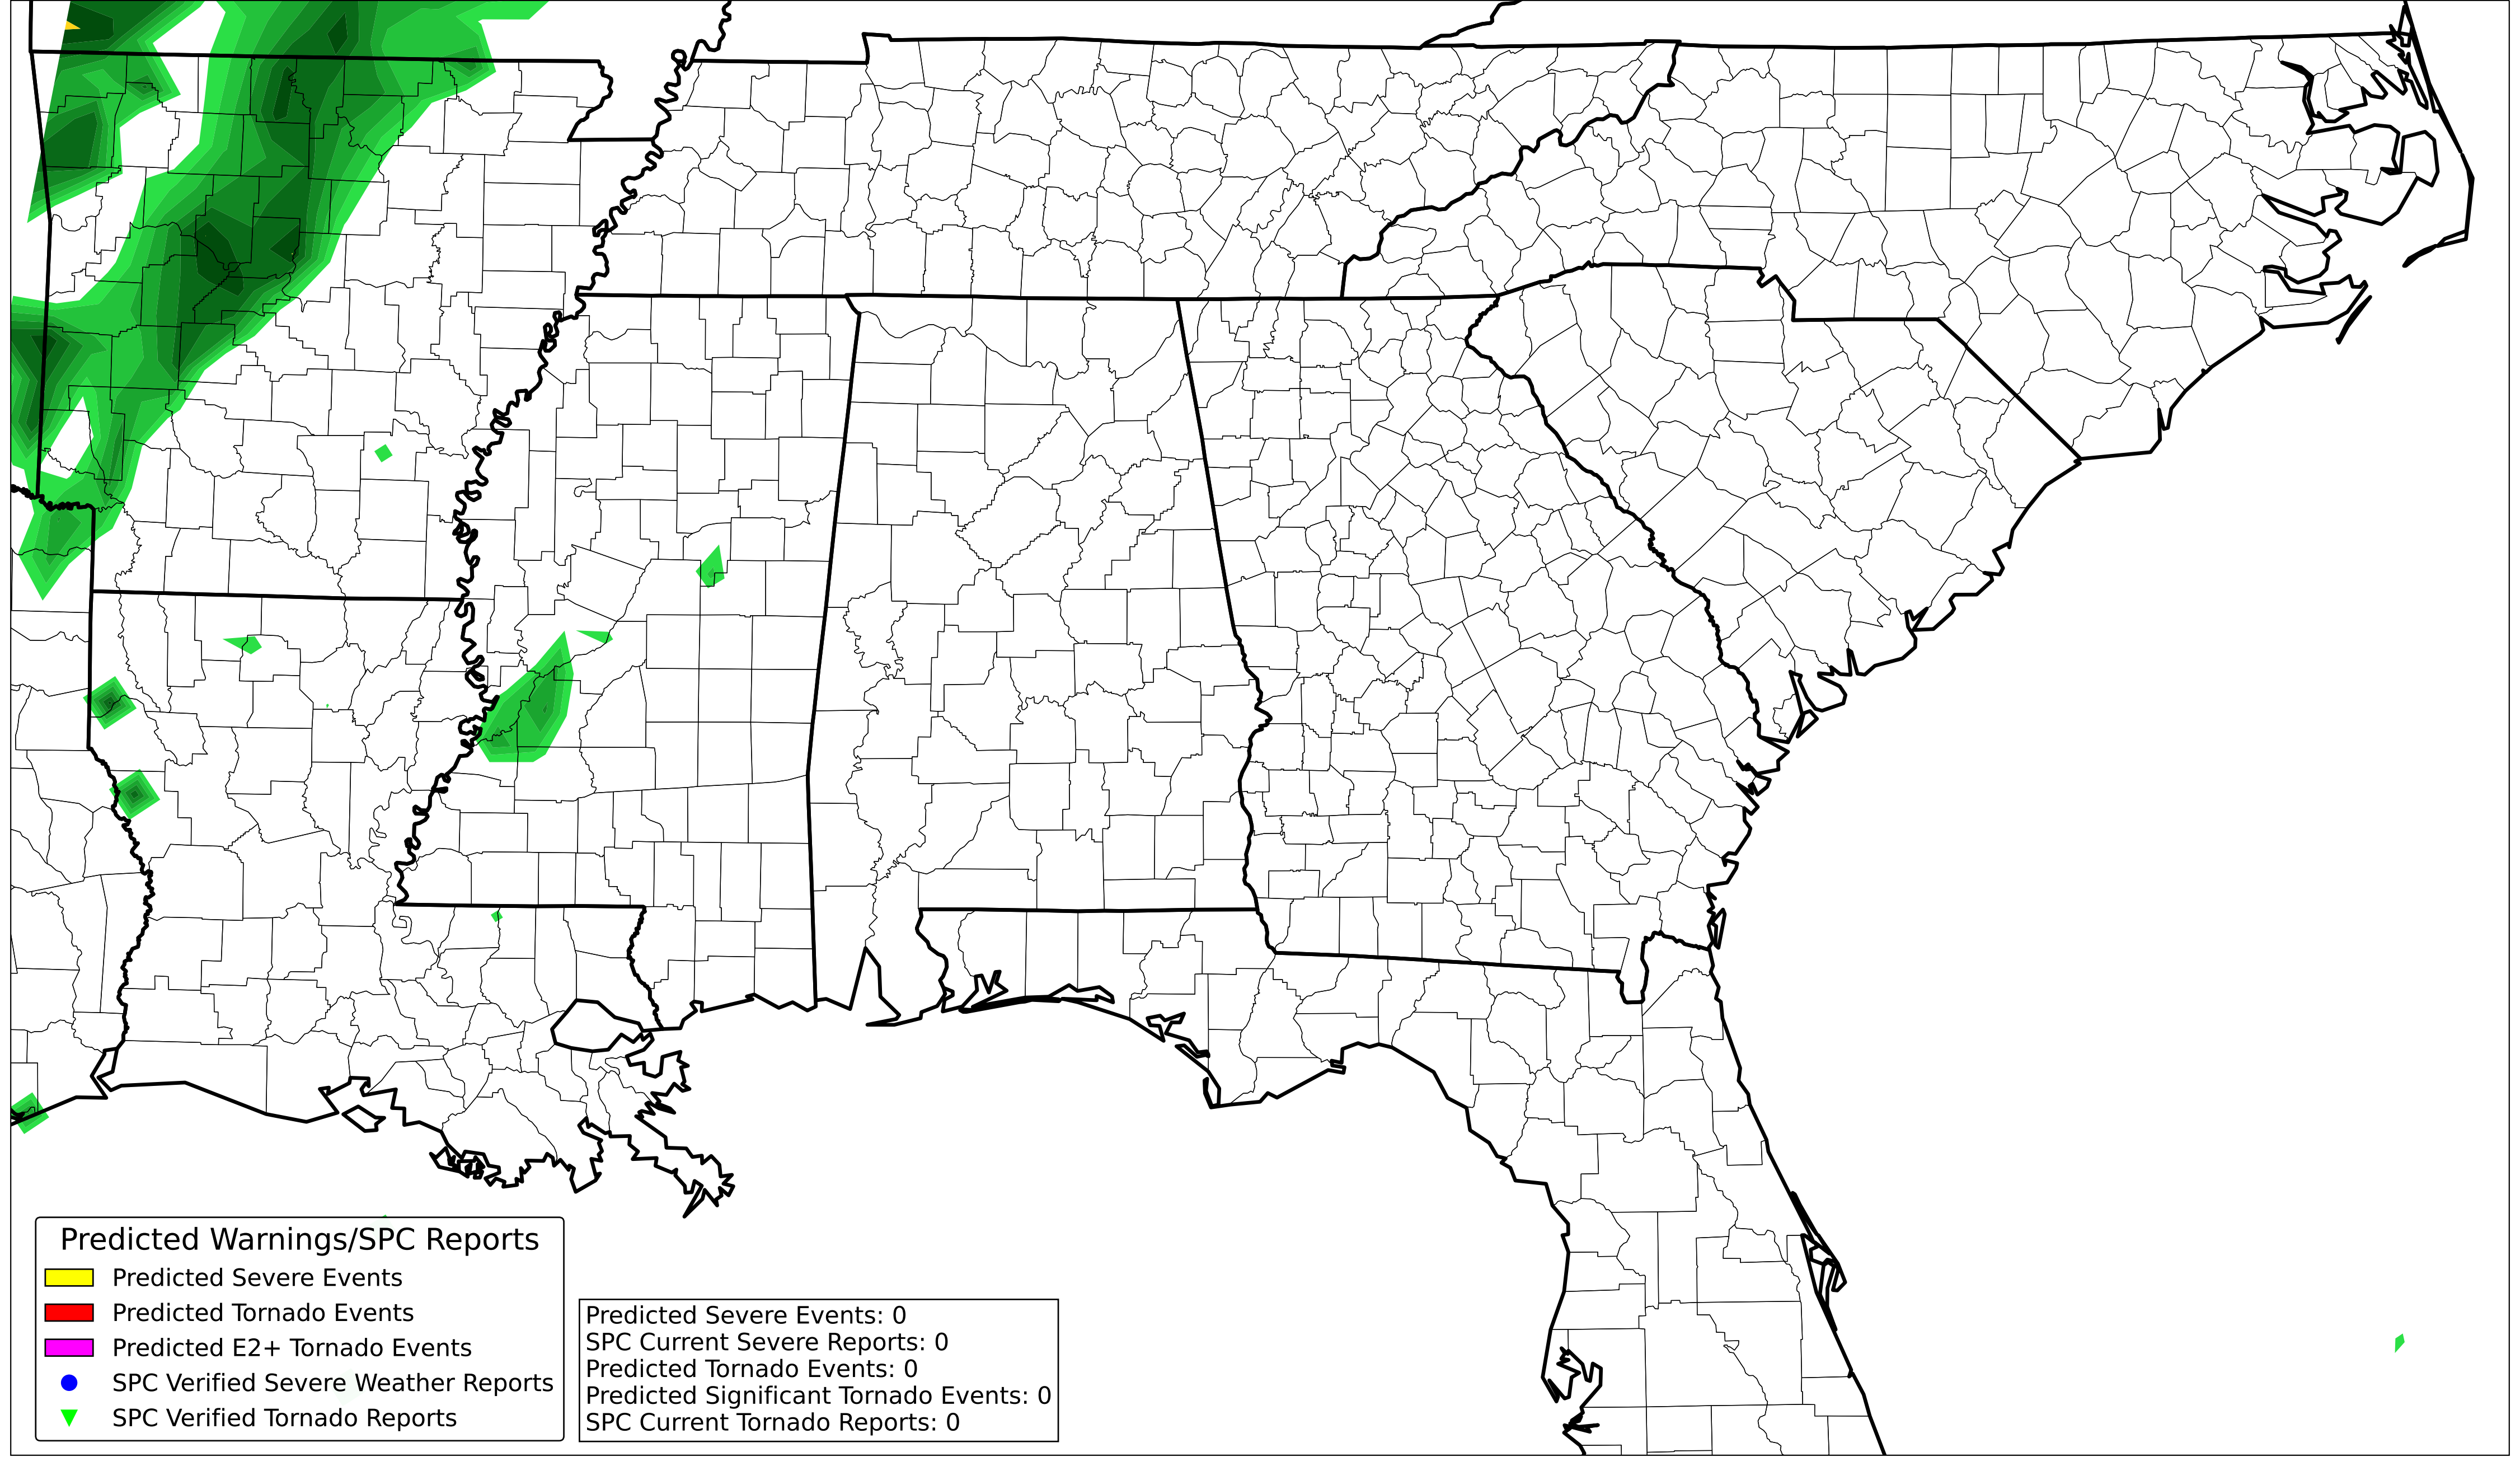 Predicted Warnings/SPC Reports
Predicted Severe Events
Predicted Tornado Events
Predicted E2+ Tornado Events
SPC Verified Severe Weather Reports
SPC Verified Tornado Reports
Predicted Severe Events: 0
SPC Current Severe Reports: 0
Predicted Tornado Events: 0
Predicted Significant Tornado Events: 0
SPC Current Tornado Reports: 0